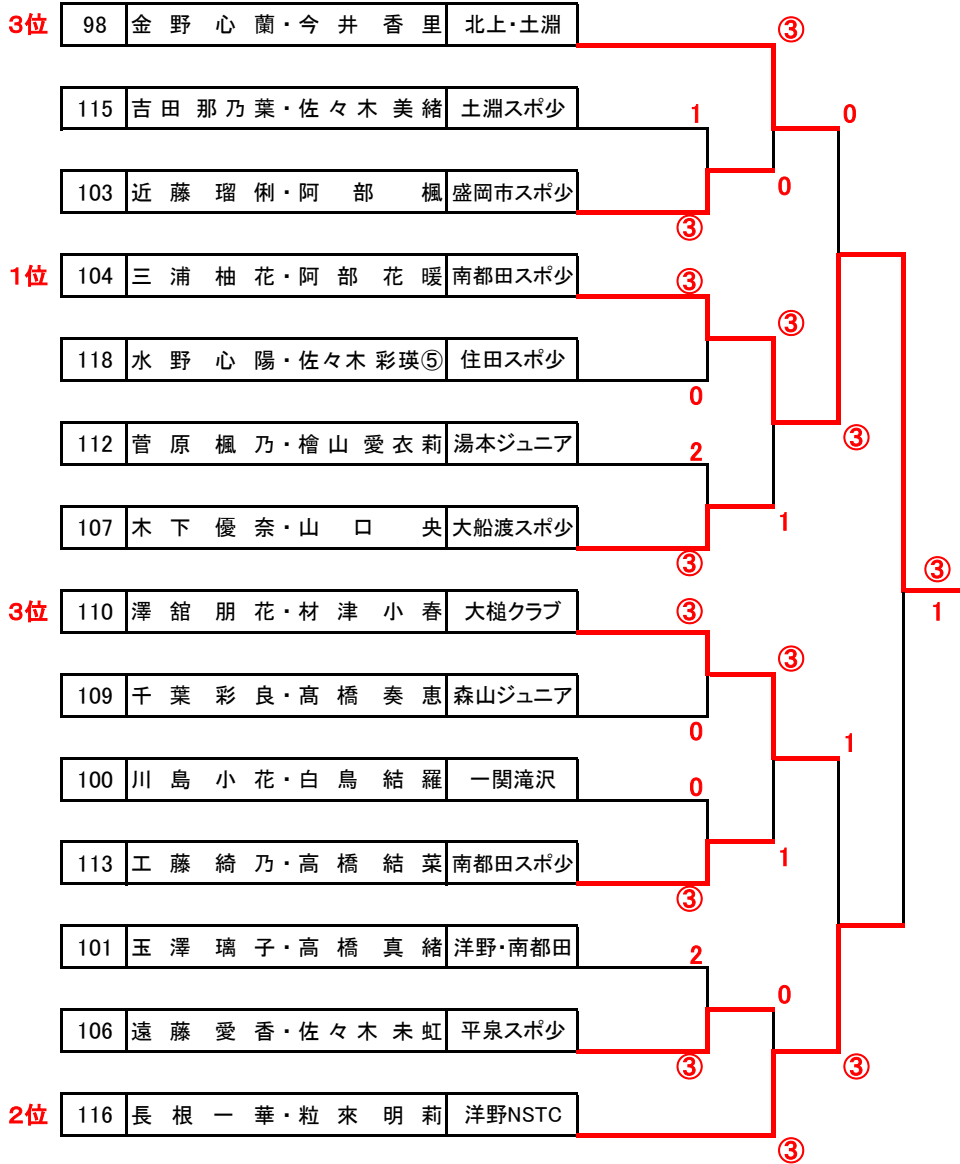 3位 98 金野心蘭・今井香里 北上・土淵
③
115 吉田那乃葉・佐々木美緒 土淵スポ少
1
0
103 近藤瑠俐・阿部楓 盛岡市スポ少
0
③
1位 104 三浦柚花・阿部花暖 南都田スポ少
③
③
118 水野心陽・佐々木彩瑛⑤ 住田スポ少
0
③
112 菅原楓乃・檜山愛衣莉 湯本ジュニア
2
107 木下優奈・山口央 大船渡スポ少
1
③
③
3位 110 澤舘朋花・材津小春 大槌クラブ
③
1
③
109 千葉彩良・髙橋奏恵 森山ジュニア
0
1
100 川島小花・白鳥結羅 一関滝沢
0
113 工藤綺乃・高橋結菜 南都田スポ少
1
③
101 玉澤璃子・高橋真緒 洋野・南都田
2
0
106 遠藤愛香・佐々木未虹 平泉スポ少
③
③
2位 116 長根一華・粒來明莉 洋野NSTC
③